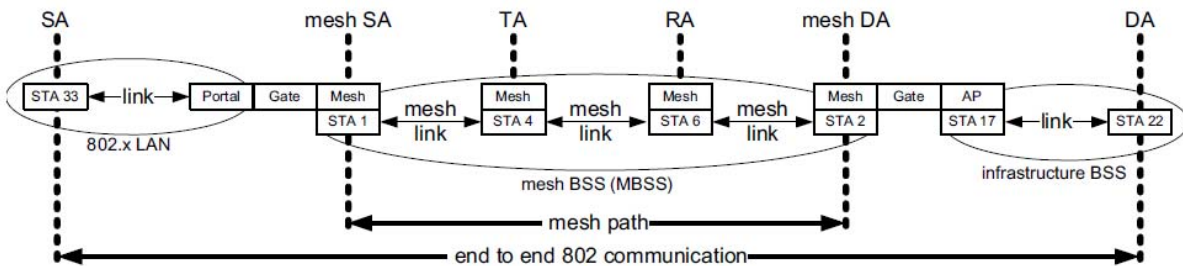 SA mesh SA TA RA mesh DA DA
STA 33 link Portal Gate Mesh Mesh Mesh Mesh Gate AP
STA 1 mesh link STA 4 mesh link STA 6 mesh link STA 2 STA 17 link STA 22
802.x LAN
mesh BSS (MBSS)
infrastructure BSS
mesh path
end to end 802 communication